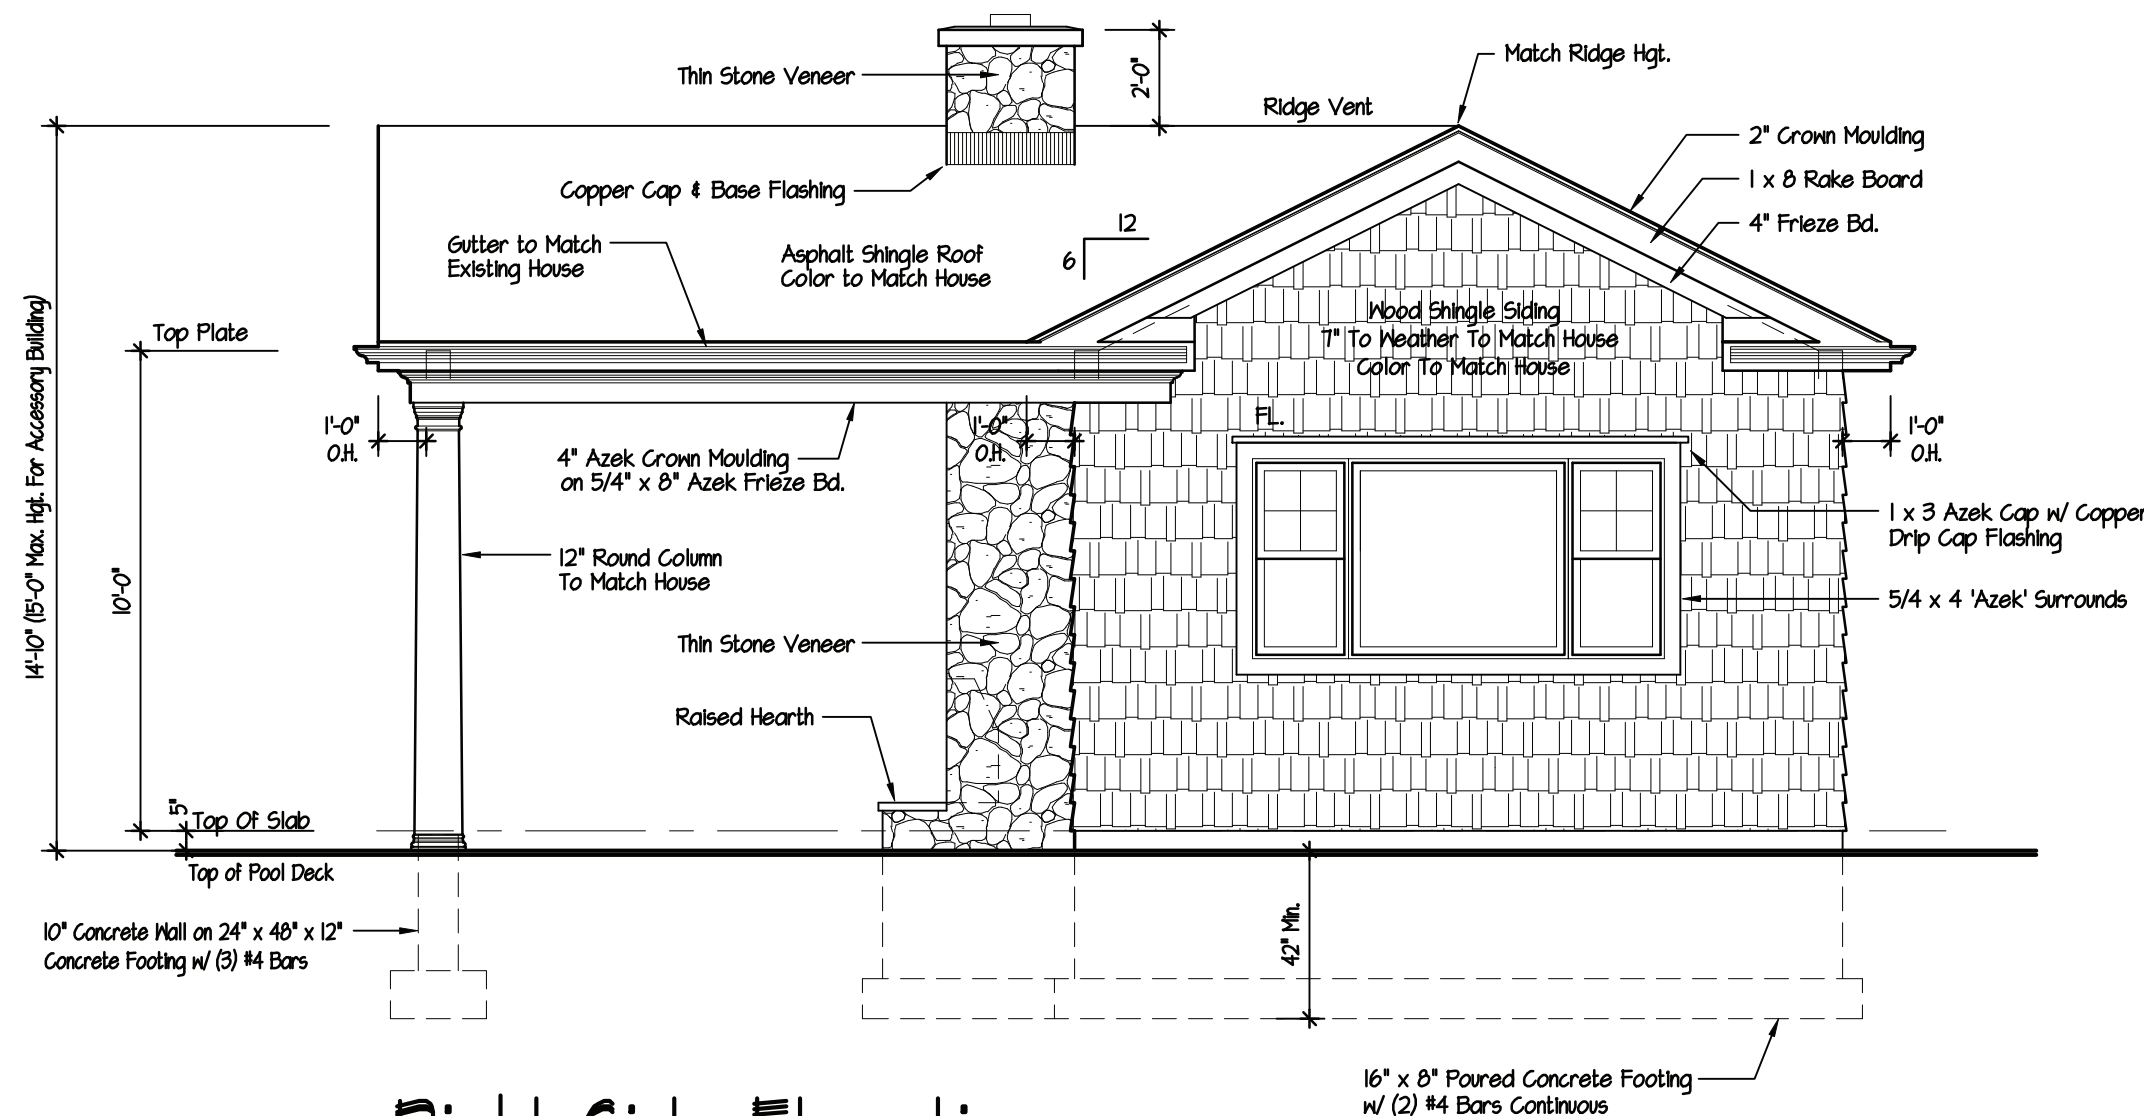 Thin Stone Veneer
2'-0"
Match Ridge Hgt.
Ridge Vent
2" Crown Moulding
1 x 8 Rake Board
4" Frieze Bd.
Copper Cap & Base Flashing
12
6
Gutter to Match
Existing House
Asphalt Shingle Roof
Color to Match House
Wood Shingle Siding
7" To Weather To Match House
Color To Match House
14'-10" (15'-0" Max. Hgt. For Accessory Building)
Top Plate
10'-0"
1'-0"
O.H.
1'-0"
O.H.
FL.
1'-0"
O.H.
4" Azek Crown Moulding
on 5/4" x 8" Azek Frieze Bd.
1 x 3 Azek Cap w/ Copper
Drip Cap Flashing
12" Round Column
To Match House
5/4 x 4 'Azek' Surrounds
Thin Stone Veneer
Raised Hearth
5"
Top Of Slab
Top of Pool Deck
10" Concrete Wall on 24" x 48" x 12"
Concrete Footing w/ (3) #4 Bars
42" Min.
16" x 8" Poured Concrete Footing
w/ (2) #4 Bars Continuous